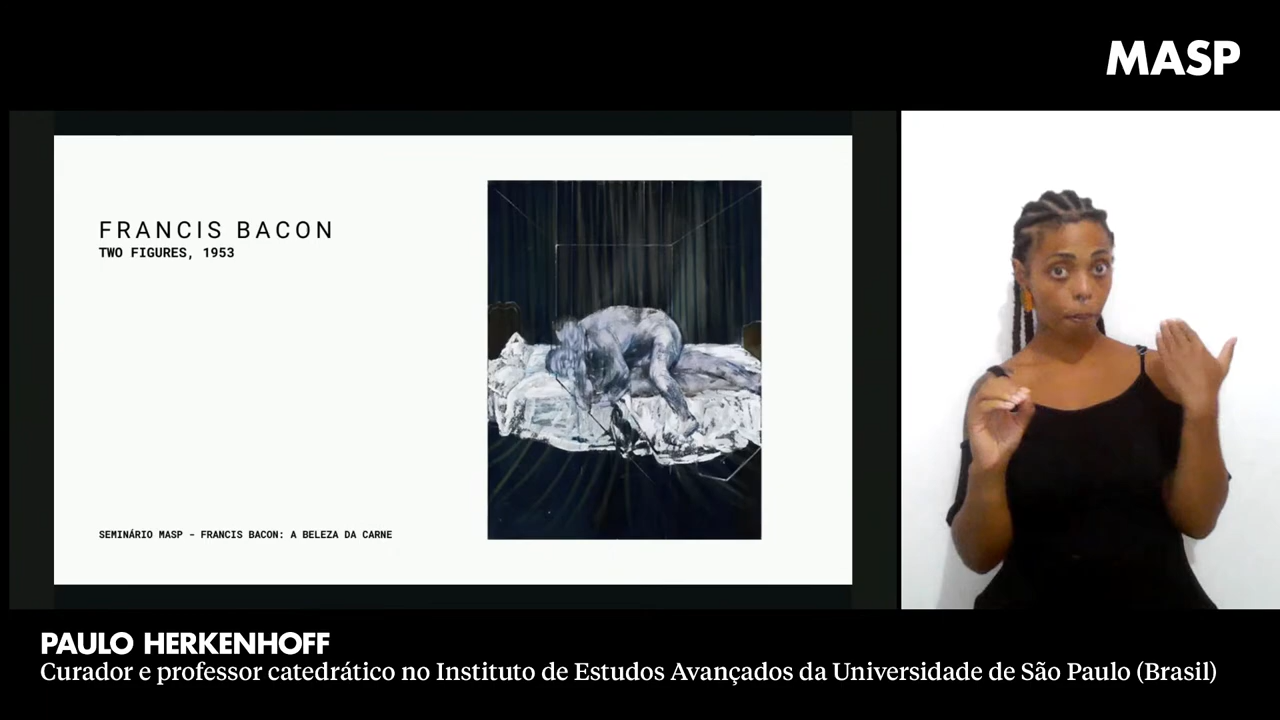 MASP
FRANCIS BACON
TWO FIGURES, 1953
SEMINÁRIO MASP - FRANCIS BACON: A BELEZA DA CARNE
PAULO HERKENHOFF
Curador e professor catedrático no Instituto de Estudos Avançados da Universidade de São Paulo (Brasil)